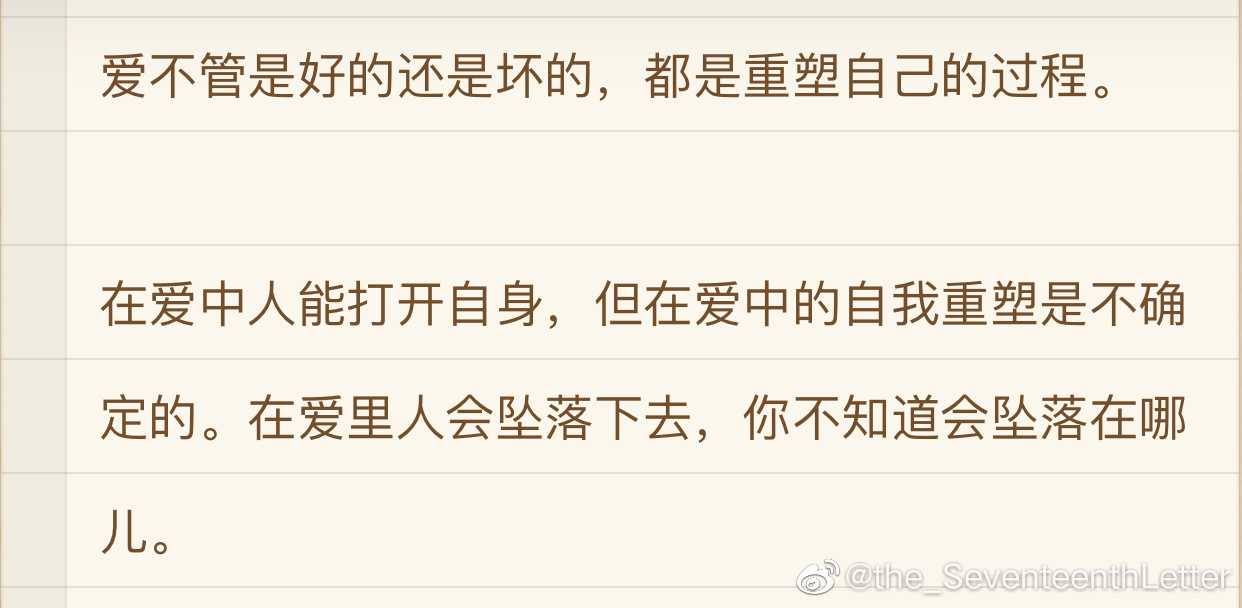 爱不管是好的还是坏的，都是重塑自己的过程。
在爱中人能打开自身，但在爱中的自我重塑是不确
定的。在爱里人会坠落下去，你不知道会坠落在哪
儿。
@the_SeventeenthLetter